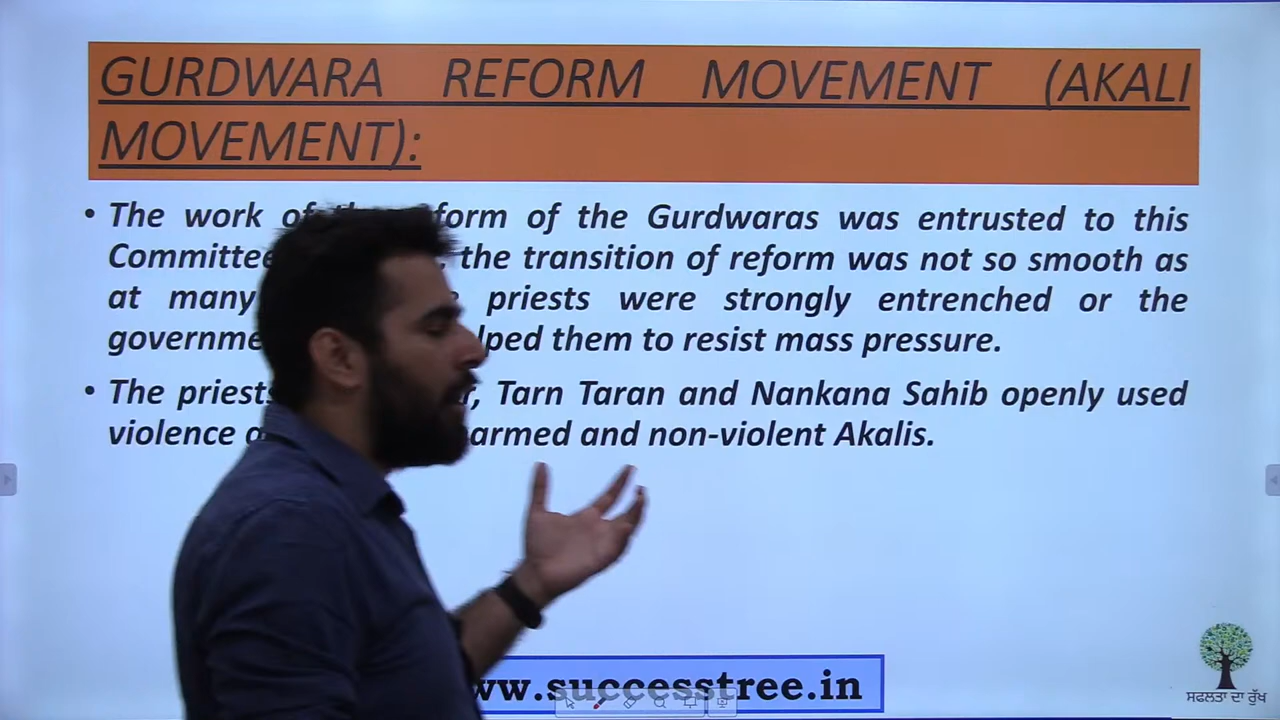 GURDWARA REFORM MOVEMENT (AKALI
MOVEMENT):
• The work of form of the Gurdwaras was entrusted to this
Committee the transition of reform was not so smooth as
at many priests were strongly entrenched or the
governme lped them to resist mass pressure.
• The priests Tarn Taran and Nankana Sahib openly used
violence armed and non-violent Akalis.
www.successtree.in
ਸਫਲਤਾ ਦਾ ਰੁੱਖ